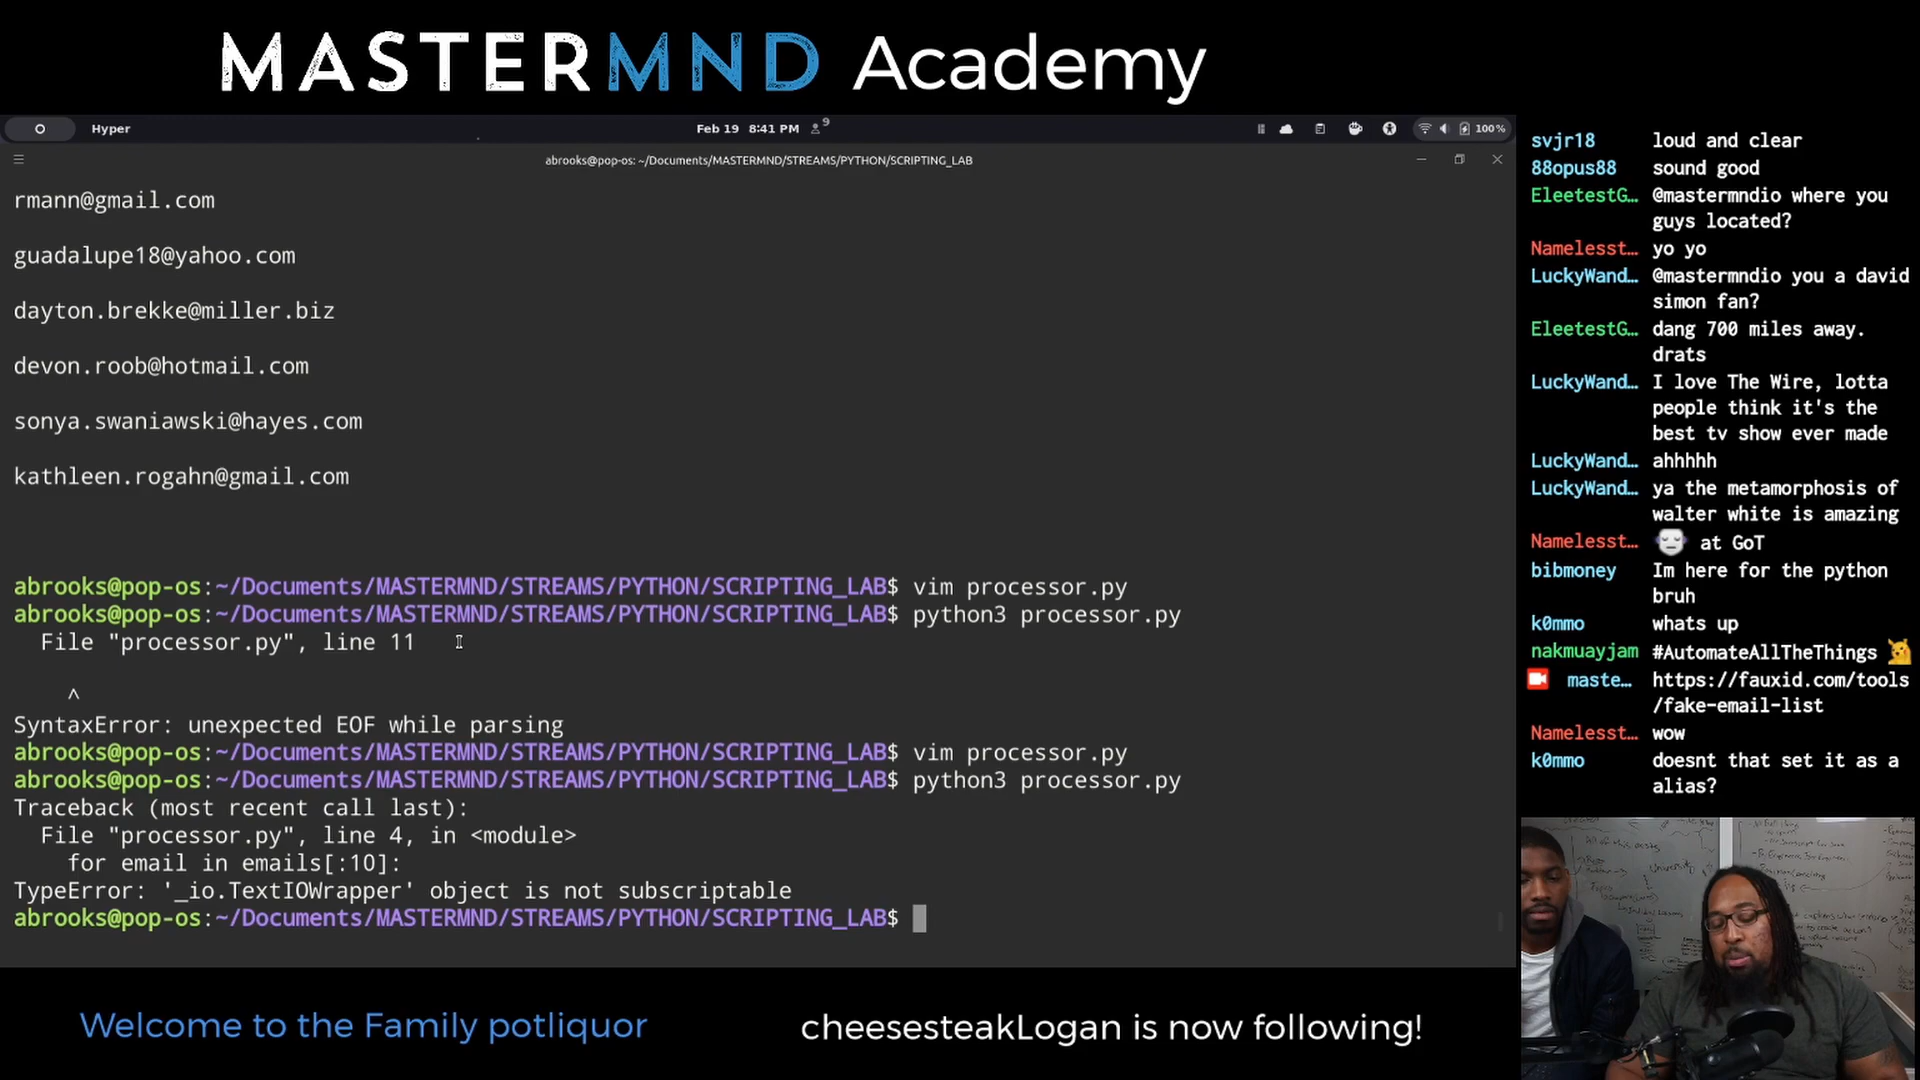 MASTERMND Academy
Hyper
Feb 19 8:41 PM
9
100%
abrooks@pop-os: ~/Documents/MASTERMND/STREAMS/PYTHON/SCRIPTING_LAB
rmann@gmail.com
guadalupe18@yahoo.com
dayton.brekke@miller.biz
devon.roob@hotmail.com
sonya.swaniawski@hayes.com
kathleen.rogahn@gmail.com
abrooks@pop-os:~/Documents/MASTERMND/STREAMS/PYTHON/SCRIPTING_LAB$ vim processor.py
abrooks@pop-os:~/Documents/MASTERMND/STREAMS/PYTHON/SCRIPTING_LAB$ python3 processor.py
File "processor.py", line 11
^
SyntaxError: unexpected EOF while parsing
abrooks@pop-os:~/Documents/MASTERMND/STREAMS/PYTHON/SCRIPTING_LAB$ vim processor.py
abrooks@pop-os:~/Documents/MASTERMND/STREAMS/PYTHON/SCRIPTING_LAB$ python3 processor.py
Traceback (most recent call last):
File "processor.py", line 4, in <module>
for email in emails[:10]:
TypeError: '_io.TextIOWrapper' object is not subscriptable
abrooks@pop-os:~/Documents/MASTERMND/STREAMS/PYTHON/SCRIPTING_LAB$
svjr18 loud and clear
88opus88 sound good
EleetestG… @mastermndio where you
guys located?
Namelesst… yo yo
LuckyWand… @mastermndio you a david
simon fan?
EleetestG… dang 700 miles away.
drats
LuckyWand… I love The Wire, lotta
people think it's the
best tv show ever made
LuckyWand… ahhhhh
LuckyWand… ya the metamorphosis of
walter white is amazing
Namelesst… at GoT
bibmoney Im here for the python
bruh
k0mmo whats up
nakmuayjam #AutomateAllTheThings
maste… https://fauxid.com/tools
/fake-email-list
Namelesst… wow
k0mmo doesnt that set it as a
alias?
Welcome to the Family potliquor
cheesesteakLogan is now following!